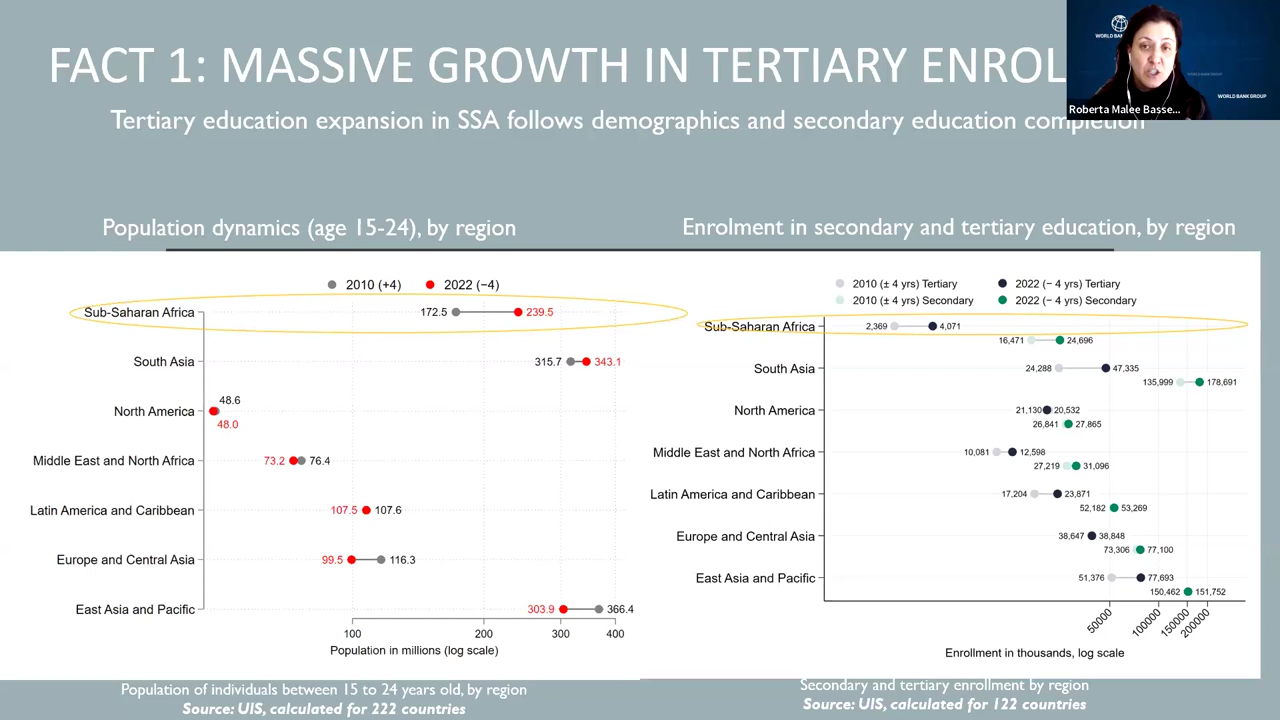 FACT 1: MASSIVE GROWTH IN TERTIARY ENROL
Tertiary education expansion in SSA follows demographics and secondary education completion
WORLD BAN
WORLD BANK GROUP
WORLD BANK GROUP
Roberta Malee Basse...
Population dynamics (age 15-24), by region
2010 (+4)
2022 (−4)
Sub-Saharan Africa
172.5
239.5
South Asia
315.7
343.1
North America
48.6
48.0
Middle East and North Africa
73.2
76.4
Latin America and Caribbean
107.5
107.6
Europe and Central Asia
99.5
116.3
East Asia and Pacific
303.9
366.4
100
200
300
400
Population in millions (log scale)
Population of individuals between 15 to 24 years old, by region
Source: UIS, calculated for 222 countries
Enrolment in secondary and tertiary education, by region
2010 (± 4 yrs) Tertiary
2022 (− 4 yrs) Tertiary
2010 (± 4 yrs) Secondary
2022 (− 4 yrs) Secondary
Sub-Saharan Africa
2,369
4,071
16,471
24,696
South Asia
24,288
47,335
135,999
178,691
North America
21,130
20,532
26,841
27,865
Middle East and North Africa
10,081
12,598
27,219
31,096
Latin America and Caribbean
17,204
23,871
52,182
53,269
Europe and Central Asia
38,647
38,848
73,306
77,100
East Asia and Pacific
51,376
77,693
150,462
151,752
50000
100000
150000
200000
Enrollment in thousands, log scale
Secondary and tertiary enrollment by region
Source: UIS, calculated for 122 countries